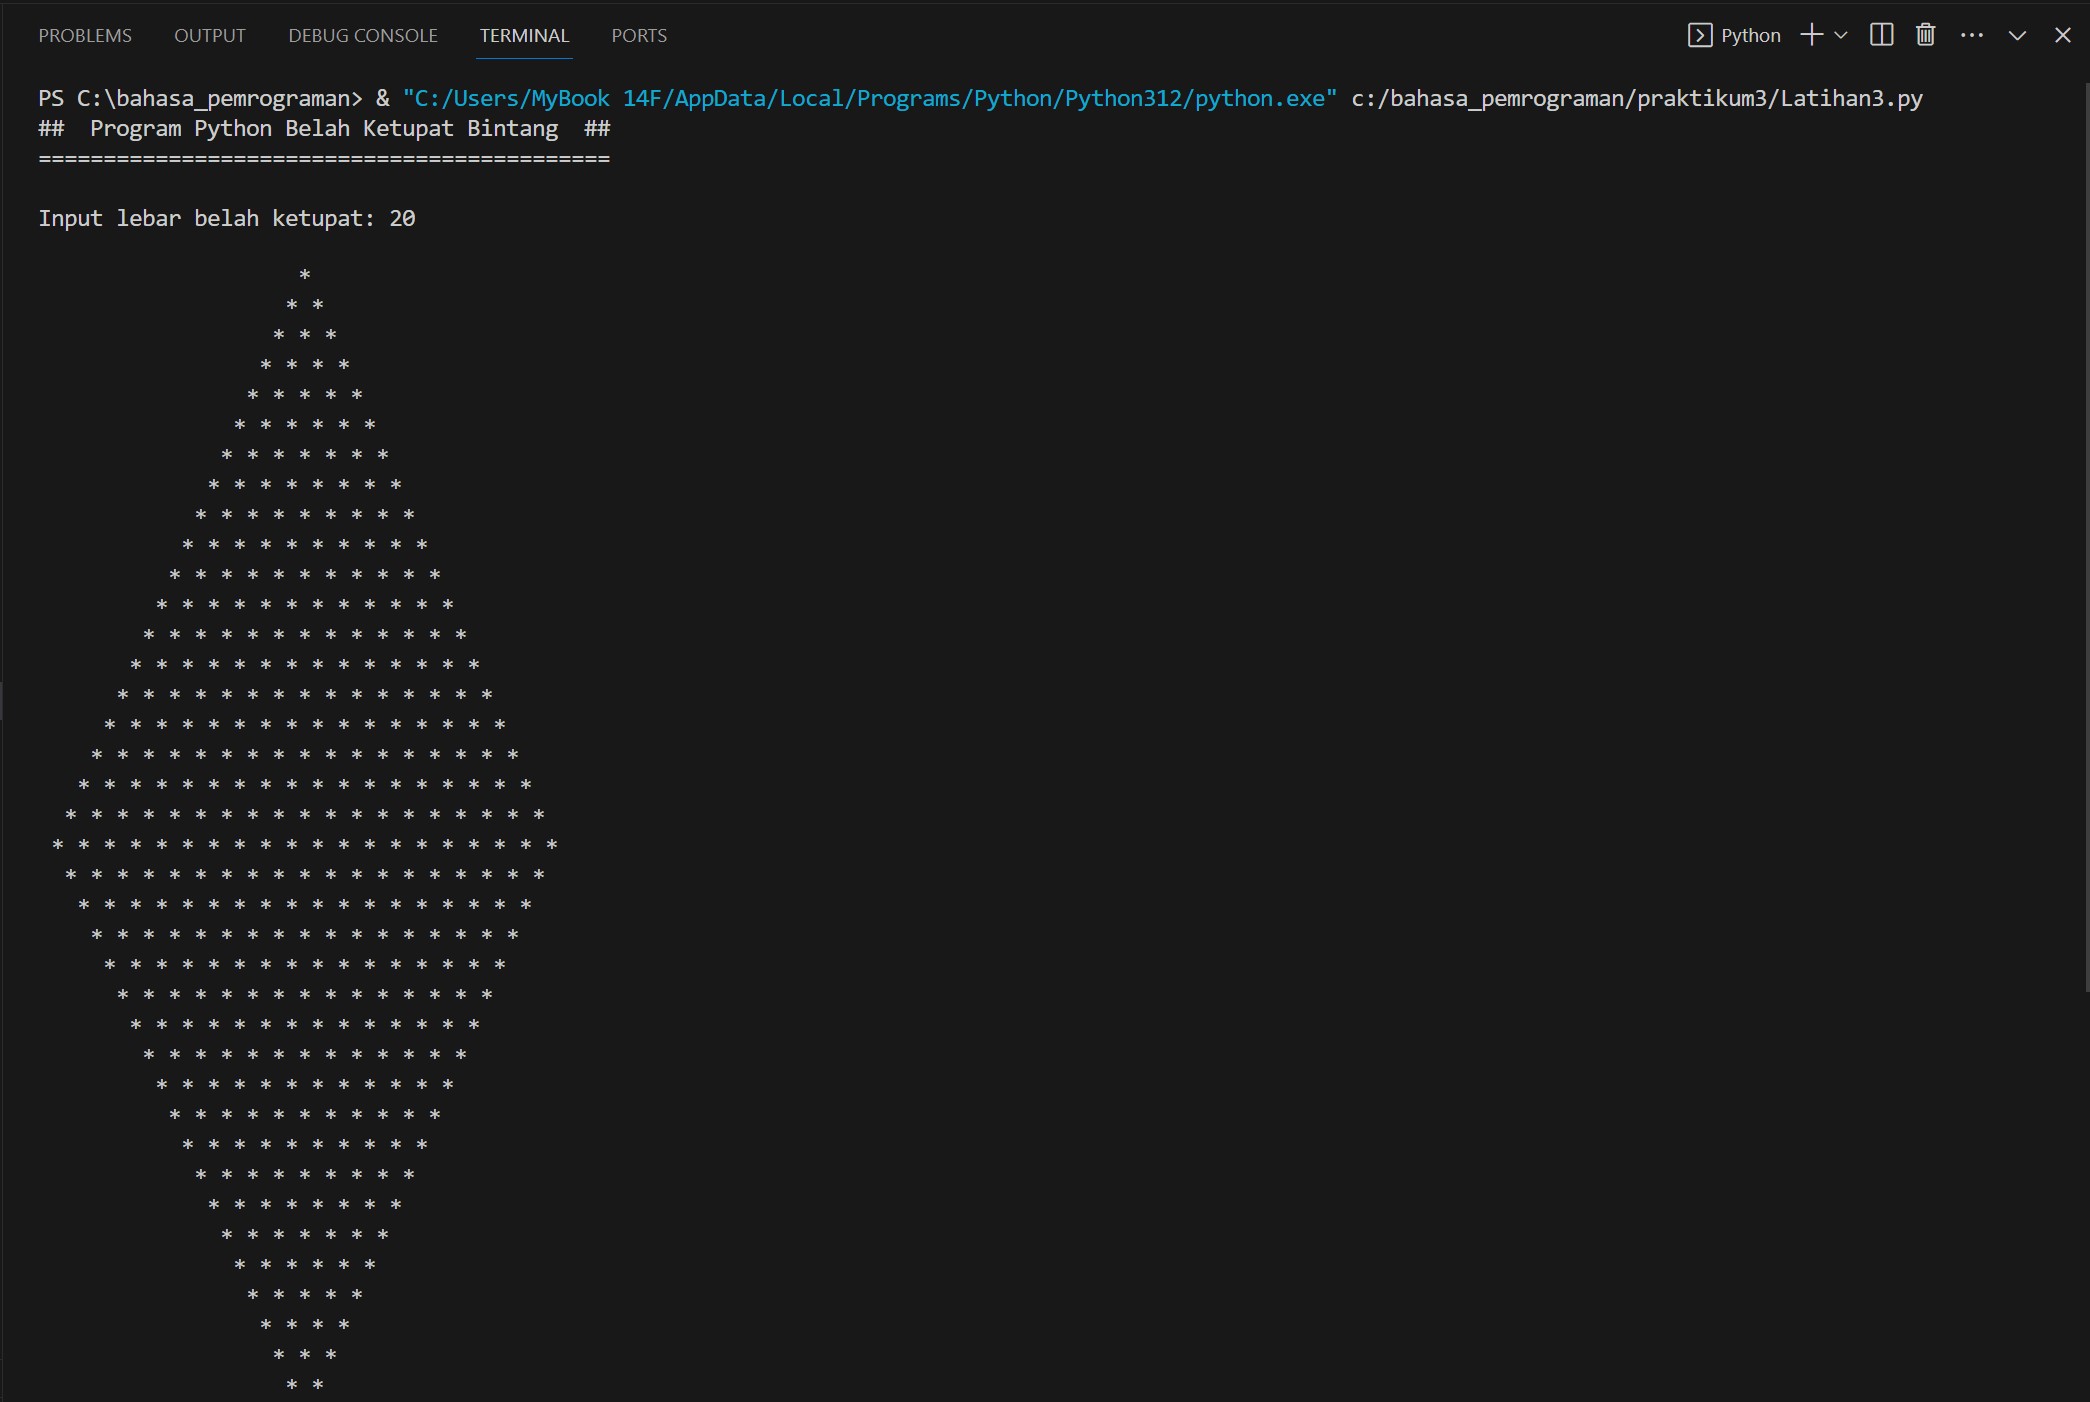 PROBLEMS OUTPUT DEBUG CONSOLE TERMINAL PORTS Python
PS C:\bahasa_pemrograman> & "C:/Users/MyBook 14F/AppData/Local/Programs/Python/Python312/python.exe" c:/bahasa_pemrograman/praktikum3/Latihan3.py
##  Program Python Belah Ketupat Bintang  ##
============================================
Input lebar belah ketupat: 20
                    *
                   * *
                  * * *
                 * * * *
                * * * * *
               * * * * * *
              * * * * * * *
             * * * * * * * *
            * * * * * * * * *
           * * * * * * * * * *
          * * * * * * * * * * *
         * * * * * * * * * * * *
        * * * * * * * * * * * * *
       * * * * * * * * * * * * * *
      * * * * * * * * * * * * * * *
     * * * * * * * * * * * * * * * *
    * * * * * * * * * * * * * * * * *
   * * * * * * * * * * * * * * * * * *
  * * * * * * * * * * * * * * * * * * *
 * * * * * * * * * * * * * * * * * * * *
  * * * * * * * * * * * * * * * * * * *
   * * * * * * * * * * * * * * * * * *
    * * * * * * * * * * * * * * * * *
     * * * * * * * * * * * * * * * *
      * * * * * * * * * * * * * * *
       * * * * * * * * * * * * * *
        * * * * * * * * * * * * *
         * * * * * * * * * * * *
          * * * * * * * * * * *
           * * * * * * * * * *
            * * * * * * * * *
             * * * * * * * *
              * * * * * * *
               * * * * * *
                * * * * *
                 * * * *
                  * * *
                   * *